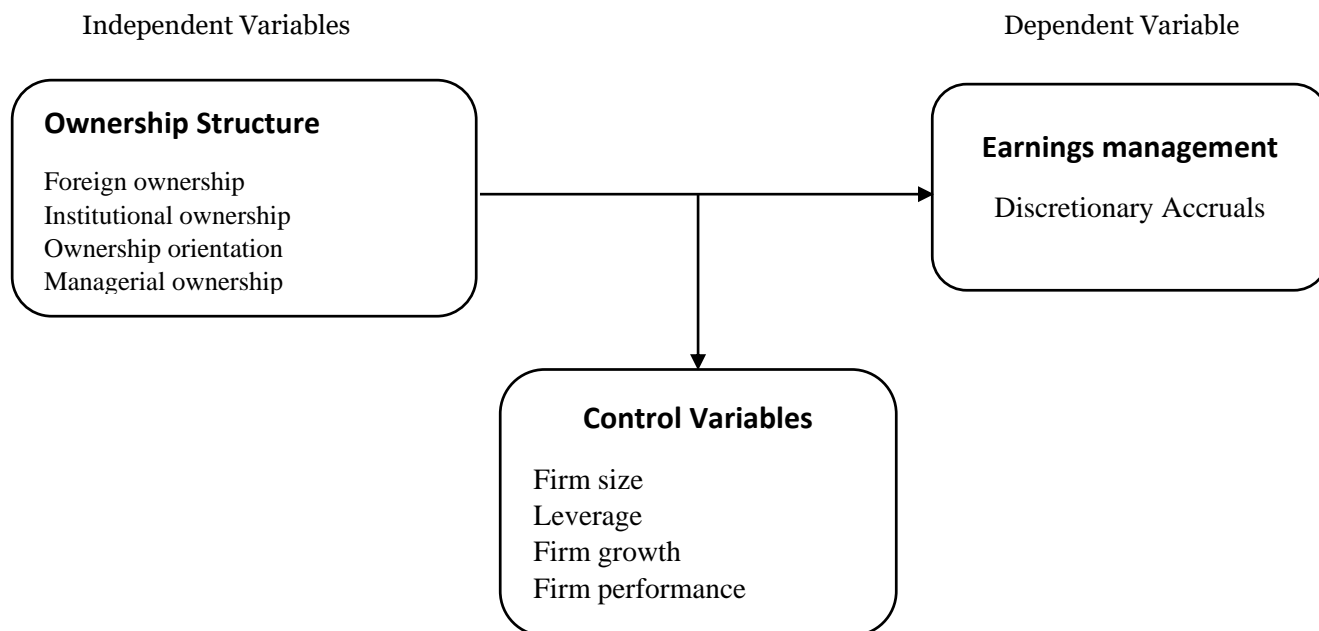 Independent Variables
Dependent Variable
Ownership Structure
Foreign ownership
Institutional ownership
Ownership orientation
Managerial ownership
Earnings management
Discretionary Accruals
Control Variables
Firm size
Leverage
Firm growth
Firm performance